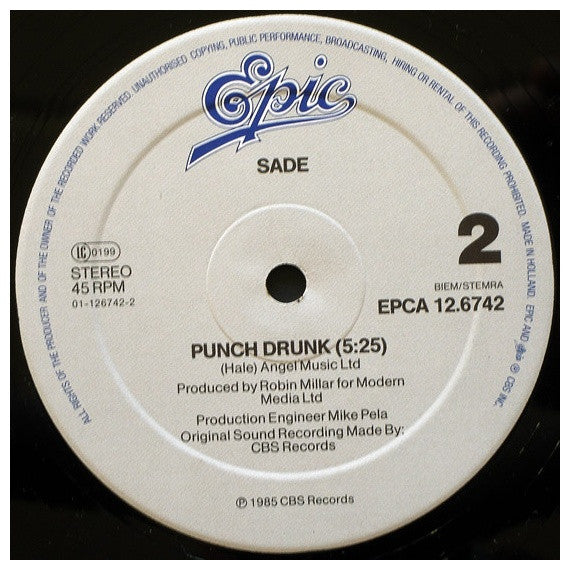 ALL RIGHTS OF THE PRODUCER AND OF THE OWNER OF THE RECORDED WORK RESERVED. UNAUTHORISED COPYING, PUBLIC PERFORMANCE, BROADCASTING, HIRING OR RENTAL OF THIS RECORDING PROHIBITED. MADE IN HOLLAND. EPIC AND Epic ℗ CBS INC
Epic
SADE
LC 0199
STEREO
45 RPM
01-126742-2
2
BIEM/STEMRA
EPCA 12.6742
PUNCH DRUNK (5:25)
(Hale) Angel Music Ltd
Produced by Robin Millar for Modern
Media Ltd
Production Engineer Mike Pela
Original Sound Recording Made By:
CBS Records
℗ 1985 CBS Records